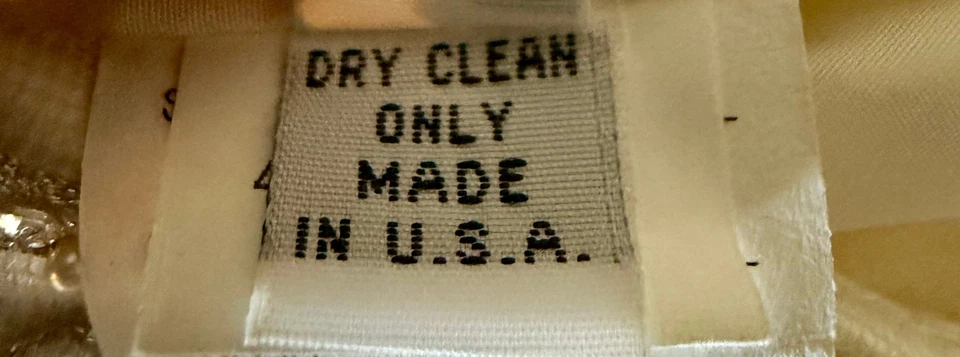 DRY CLEAN
ONLY
MADE
IN U.S.A.